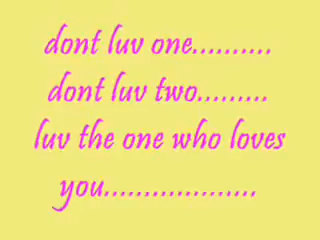 dont luv one..........
dont luv two.........
luv the one who loves
you...................